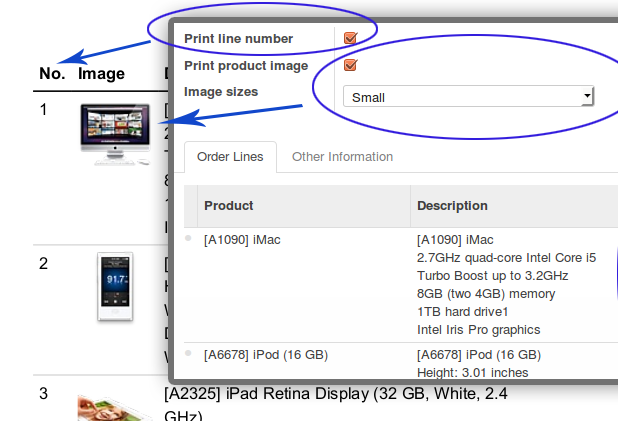 Print line number
Print product image
Image sizes
Small
Order Lines Other Information
Product Description
[A1090] iMac [A1090] iMac
2.7GHz quad-core Intel Core i5
Turbo Boost up to 3.2GHz
8GB (two 4GB) memory
1TB hard drive1
Intel Iris Pro graphics
[A6678] iPod (16 GB) [A6678] iPod (16 GB)
Height: 3.01 inches
No. Image
1
2
91.7
3 [A2325] iPad Retina Display (32 GB, White, 2.4
GHz)